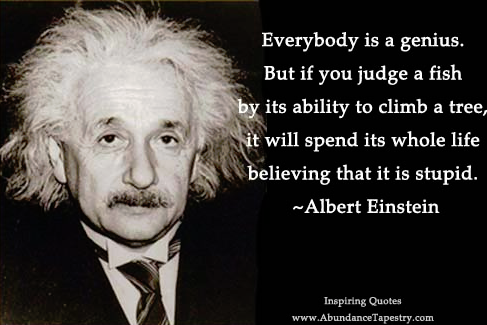 Everybody is a genius.
But if you judge a fish
by its ability to climb a tree,
it will spend its whole life
believing that it is stupid.
~Albert Einstein
Inspiring Quotes
www.AbundanceTapestry.com